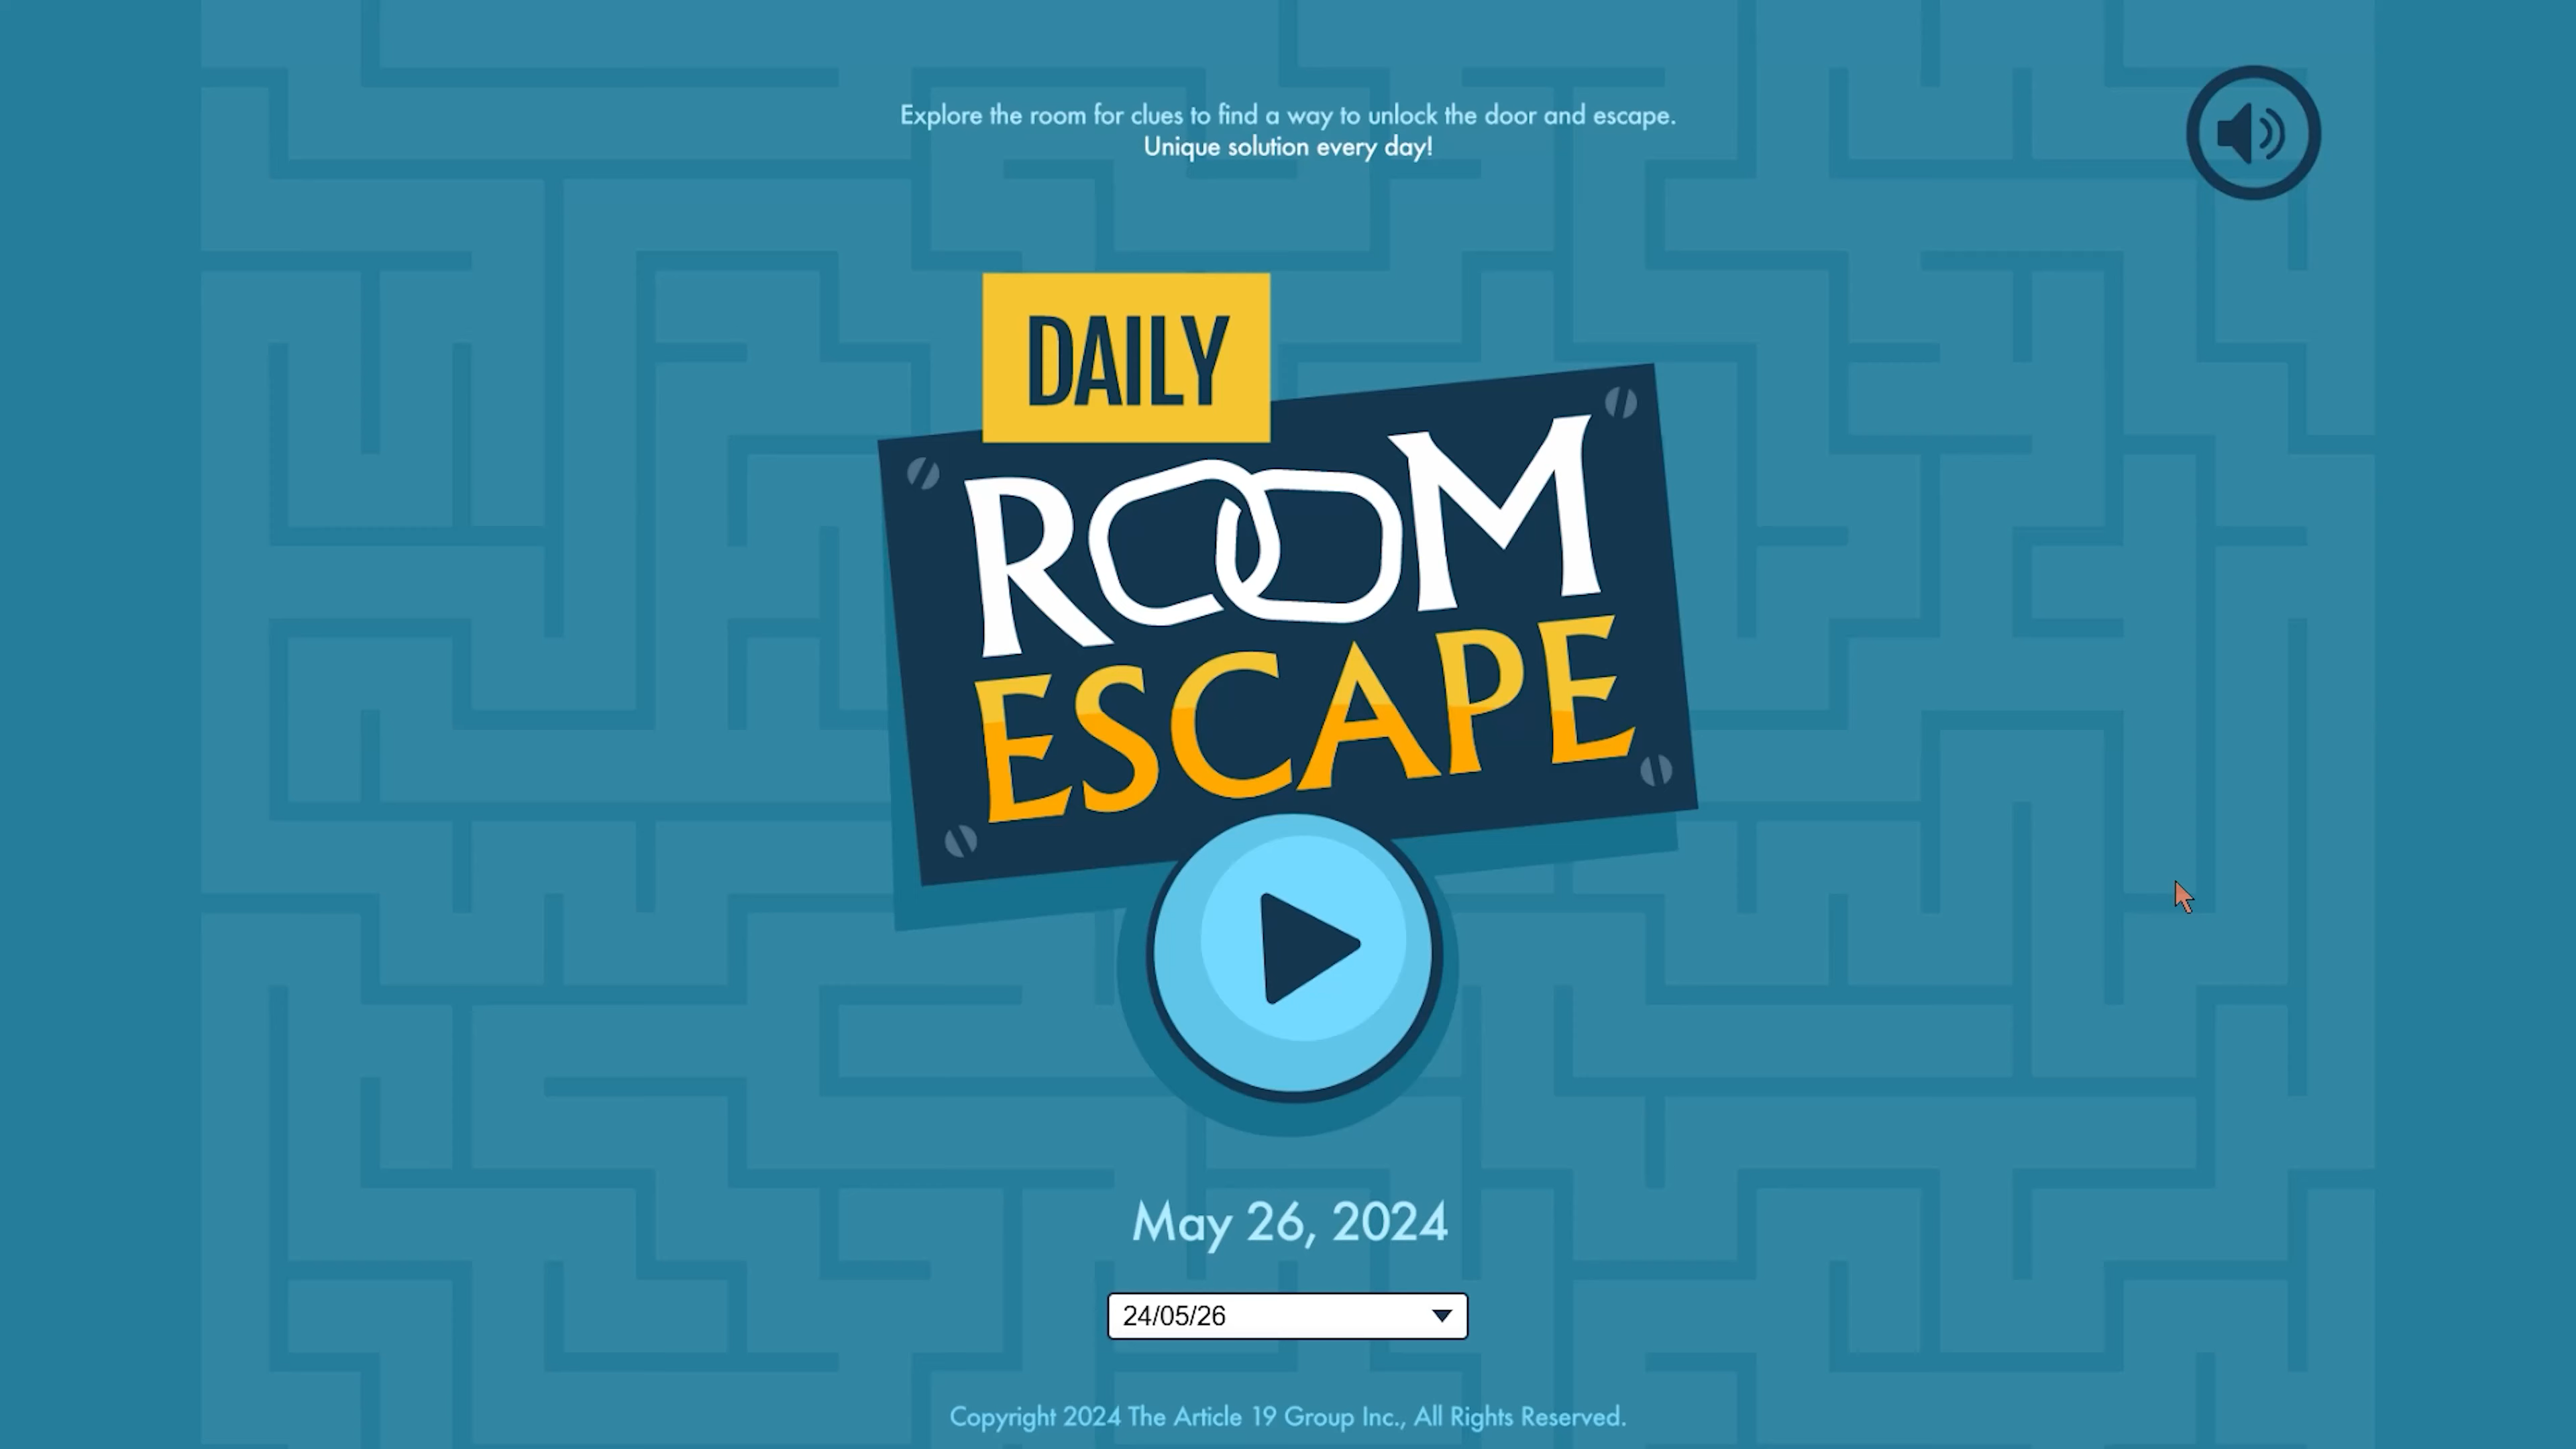 Explore the room for clues to find a way to unlock the door and escape.
Unique solution every day!
DAILY
ROOM
ESCAPE
May 26, 2024
24/05/26
Copyright 2024 The Article 19 Group Inc., All Rights Reserved.